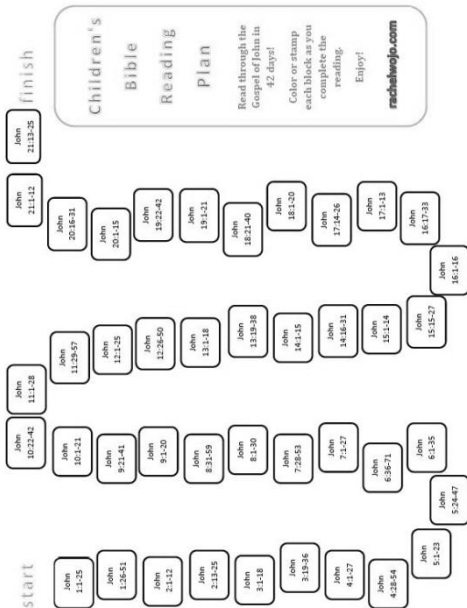 start
John
1:1-25
John
1:26-51
John
2:1-12
John
2:13-25
John
3:1-18
John
3:19-36
John
4:1-27
John
4:28-54
John
5:1-23
John
5:24-47
John
6:1-35
John
6:36-71
John
7:1-27
John
7:28-53
John
8:1-30
John
8:31-59
John
9:1-20
John
9:21-41
John
10:1-21
John
10:22-42
John
11:1-28
John
11:29-57
John
12:1-25
John
12:26-50
John
13:1-18
John
13:19-38
John
14:1-15
John
14:16-31
John
15:1-14
John
15:15-27
John
16:1-16
John
16:17-33
John
17:1-13
John
17:14-26
John
18:1-20
John
18:21-40
John
19:1-21
John
19:22-42
John
20:1-15
John
20:16-31
John
21:1-12
John
21:13-25
finish
Children's
Bible
Reading
Plan
Read through the
Gospel of John in
42 days!
Color or stamp
each block as you
complete the
reading.
Enjoy!
rachelwojo.com